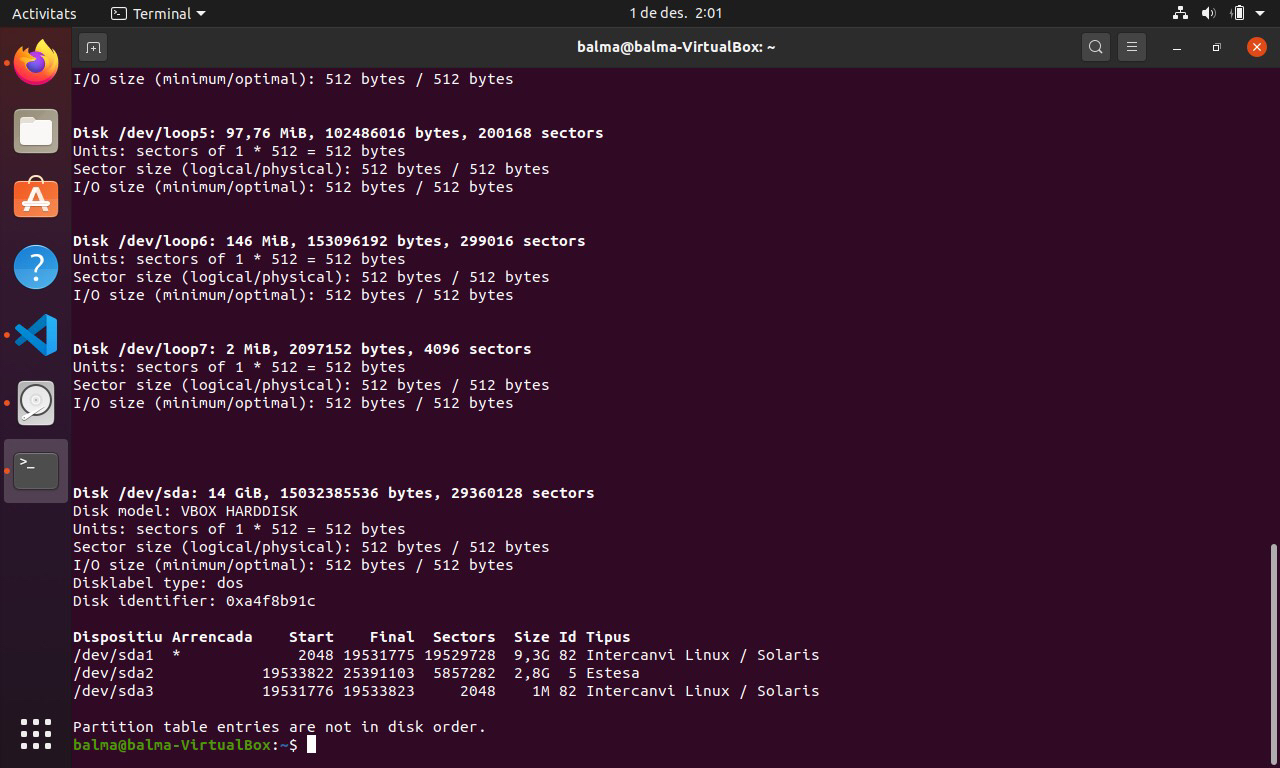 Activitats Terminal 1 de des. 2:01
balma@balma-VirtualBox: ~
I/O size (minimum/optimal): 512 bytes / 512 bytes
Disk /dev/loop5: 97,76 MiB, 102486016 bytes, 200168 sectors
Units: sectors of 1 * 512 = 512 bytes
Sector size (logical/physical): 512 bytes / 512 bytes
I/O size (minimum/optimal): 512 bytes / 512 bytes
Disk /dev/loop6: 146 MiB, 153096192 bytes, 299016 sectors
Units: sectors of 1 * 512 = 512 bytes
Sector size (logical/physical): 512 bytes / 512 bytes
I/O size (minimum/optimal): 512 bytes / 512 bytes
Disk /dev/loop7: 2 MiB, 2097152 bytes, 4096 sectors
Units: sectors of 1 * 512 = 512 bytes
Sector size (logical/physical): 512 bytes / 512 bytes
I/O size (minimum/optimal): 512 bytes / 512 bytes
Disk /dev/sda: 14 GiB, 15032385536 bytes, 29360128 sectors
Disk model: VBOX HARDDISK
Units: sectors of 1 * 512 = 512 bytes
Sector size (logical/physical): 512 bytes / 512 bytes
I/O size (minimum/optimal): 512 bytes / 512 bytes
Disklabel type: dos
Disk identifier: 0xa4f8b91c
Dispositiu Arrencada    Start    Final  Sectors  Size Id Tipus
/dev/sda1  *             2048 19531775 19529728  9,3G 82 Intercanvi Linux / Solaris
/dev/sda2            19533822 25391103  5857282  2,8G  5 Estesa
/dev/sda3            19531776 19533823     2048    1M 82 Intercanvi Linux / Solaris
Partition table entries are not in disk order.
balma@balma-VirtualBox:~$